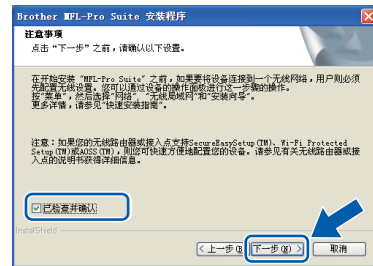 Brother MFL-Pro Suite 安装程序
注意事项
点击“下一步”之前，请确认以下设置。
在开始安装“MFL-Pro Suite”之前，如果要将设备连接到一个无线网络，用户则必须
先配置无线设置。您可以通过设备的操作面板进行这一步骤的操作。
按“菜单”，然后选择“网络”、“无线局域网”和“安装向导”。
更多详情，请参见“快速安装指南”。
注意：如果您的无线路由器或接入点支持SecureEasySetup(TM)、Wi-Fi Protected
Setup(TM)或AOSS(TM)，则您可快速方便地配置您的设备。请参见有关无线路由器或接
入点的说明书获得详细信息。
已检查并确认
InstallShield
< 上一步(B)
下一步(N) >
取消